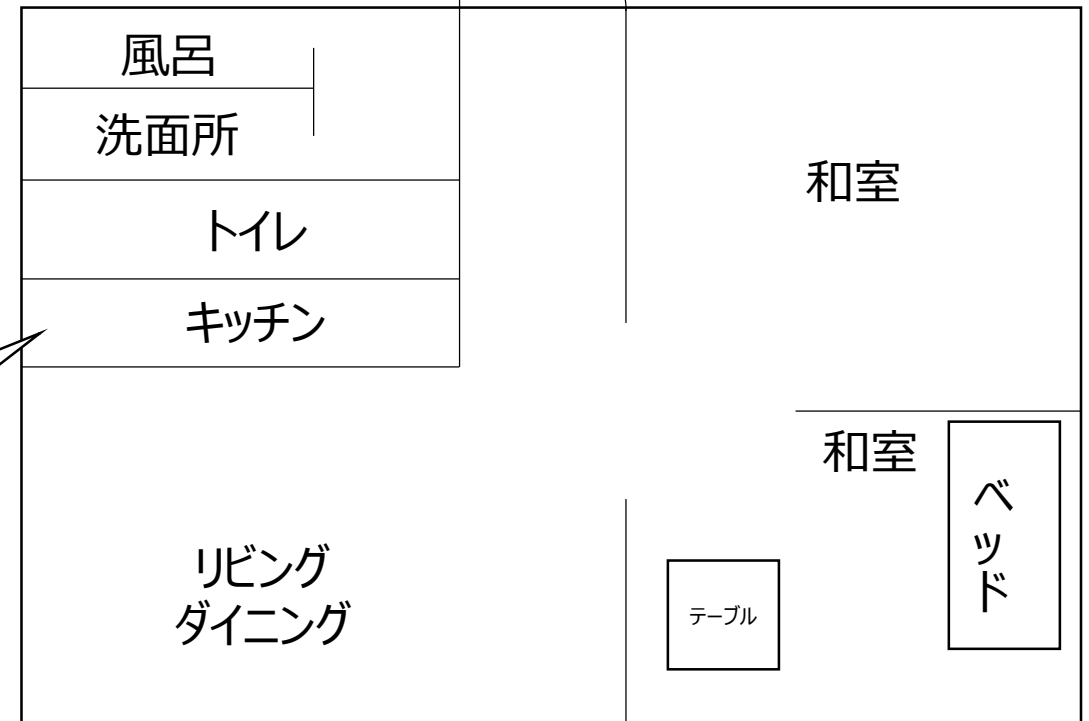 風呂
洗面所
トイレ
キッチン
和室
和室
ベッド
リビング
ダイニング
テーブル